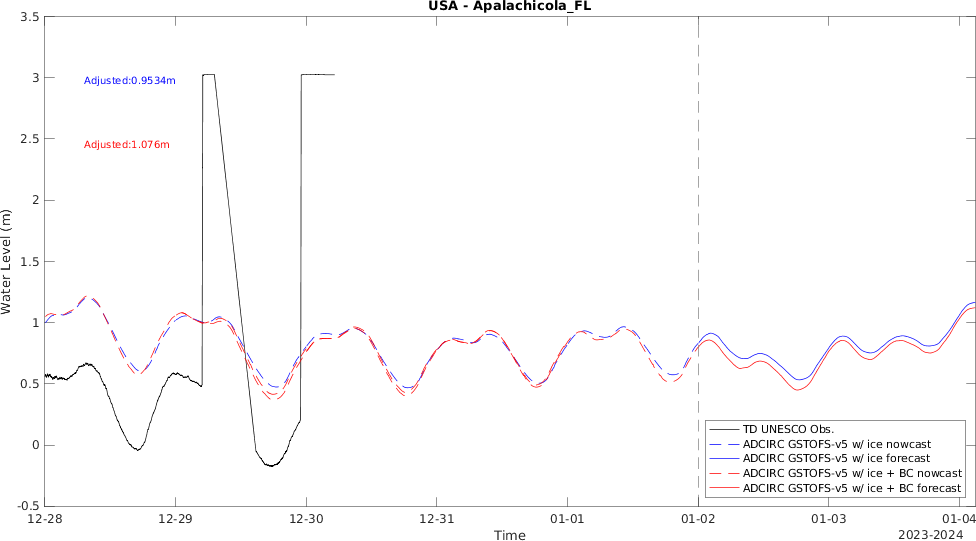 USA - Apalachicola_FL
3.5
3
2.5
2
1.5
1
0.5
0
-0.5
Water Level (m)
Adjusted:0.9534m
Adjusted:1.076m
TD UNESCO Obs.
ADCIRC GSTOFS-v5 w/ ice nowcast
ADCIRC GSTOFS-v5 w/ ice forecast
ADCIRC GSTOFS-v5 w/ ice + BC nowcast
ADCIRC GSTOFS-v5 w/ ice + BC forecast
12-28 12-29 12-30 12-31 01-01 01-02 01-03 01-04
Time
2023-2024